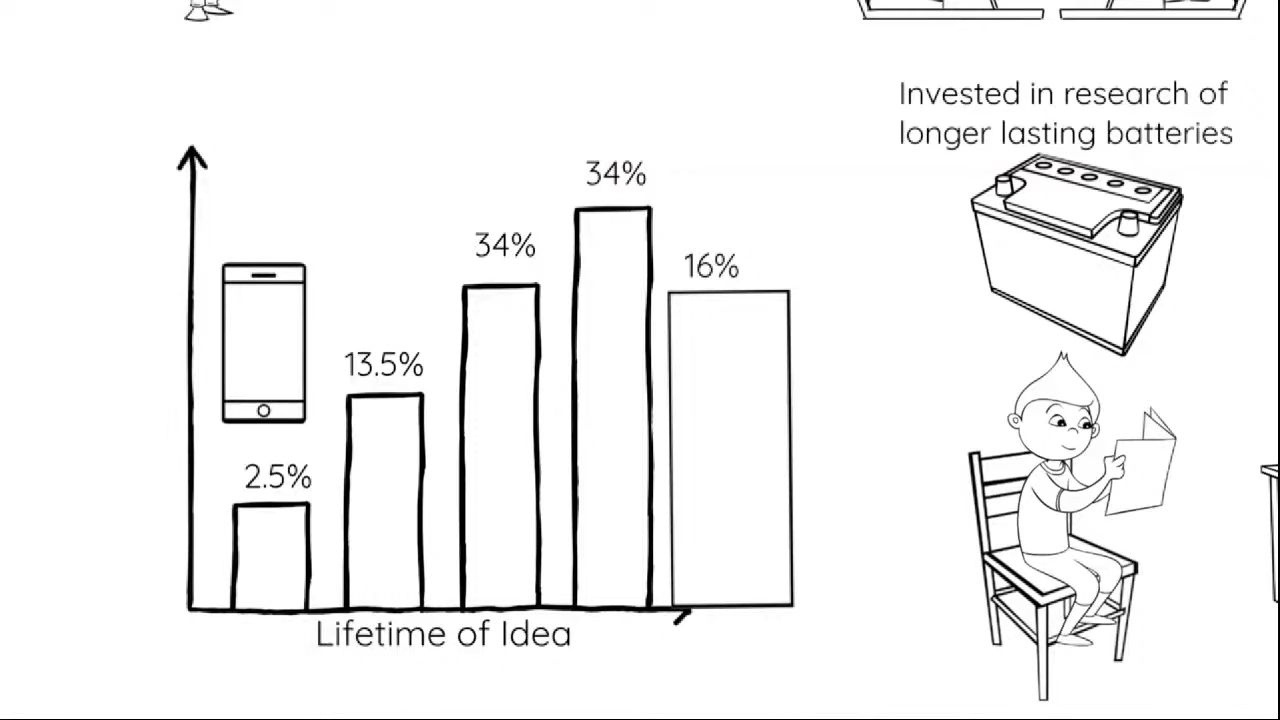 Invested in research of
longer lasting batteries
34%
34%
16%
13.5%
2.5%
Lifetime of Idea